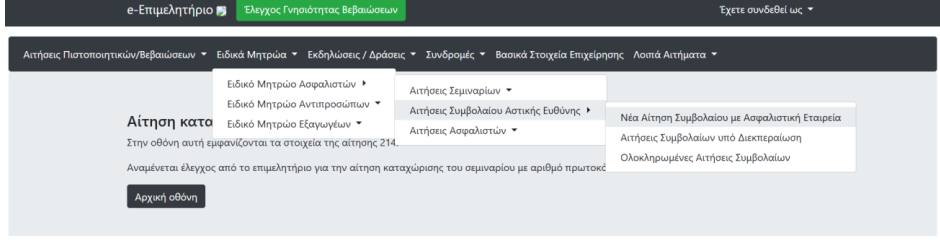 e-Επιμελητήριο Έλεγχος Γνησιότητας Βεβαιώσεων Έχετε συνδεθεί ως
Αιτήσεις Πιστοποιητικών/Βεβαιώσεων Ειδικά Μητρώα Εκδηλώσεις / Δράσεις Συνδρομές Βασικά Στοιχεία Επιχείρησης Λοιπά Αιτήματα
Ειδικό Μητρώο Ασφαλιστών
Ειδικό Μητρώο Αντιπροσώπων
Ειδικό Μητρώο Εξαγωγέων
Αιτήσεις Σεμιναρίων
Αιτήσεις Συμβολαίου Αστικής Ευθύνης
Αιτήσεις Ασφαλιστών
Νέα Αίτηση Συμβολαίου με Ασφαλιστική Εταιρεία
Αιτήσεις Συμβολαίων υπό Διεκπεραίωση
Ολοκληρωμένες Αιτήσεις Συμβολαίων
Αίτηση κατα
Στην οθόνη αυτή εμφανίζονται τα στοιχεία της αίτησης 214.
Αναμένεται έλεγχος από το επιμελητήριο για την αίτηση καταχώρισης του σεμιναρίου με αριθμό πρωτοκό
Αρχική οθόνη